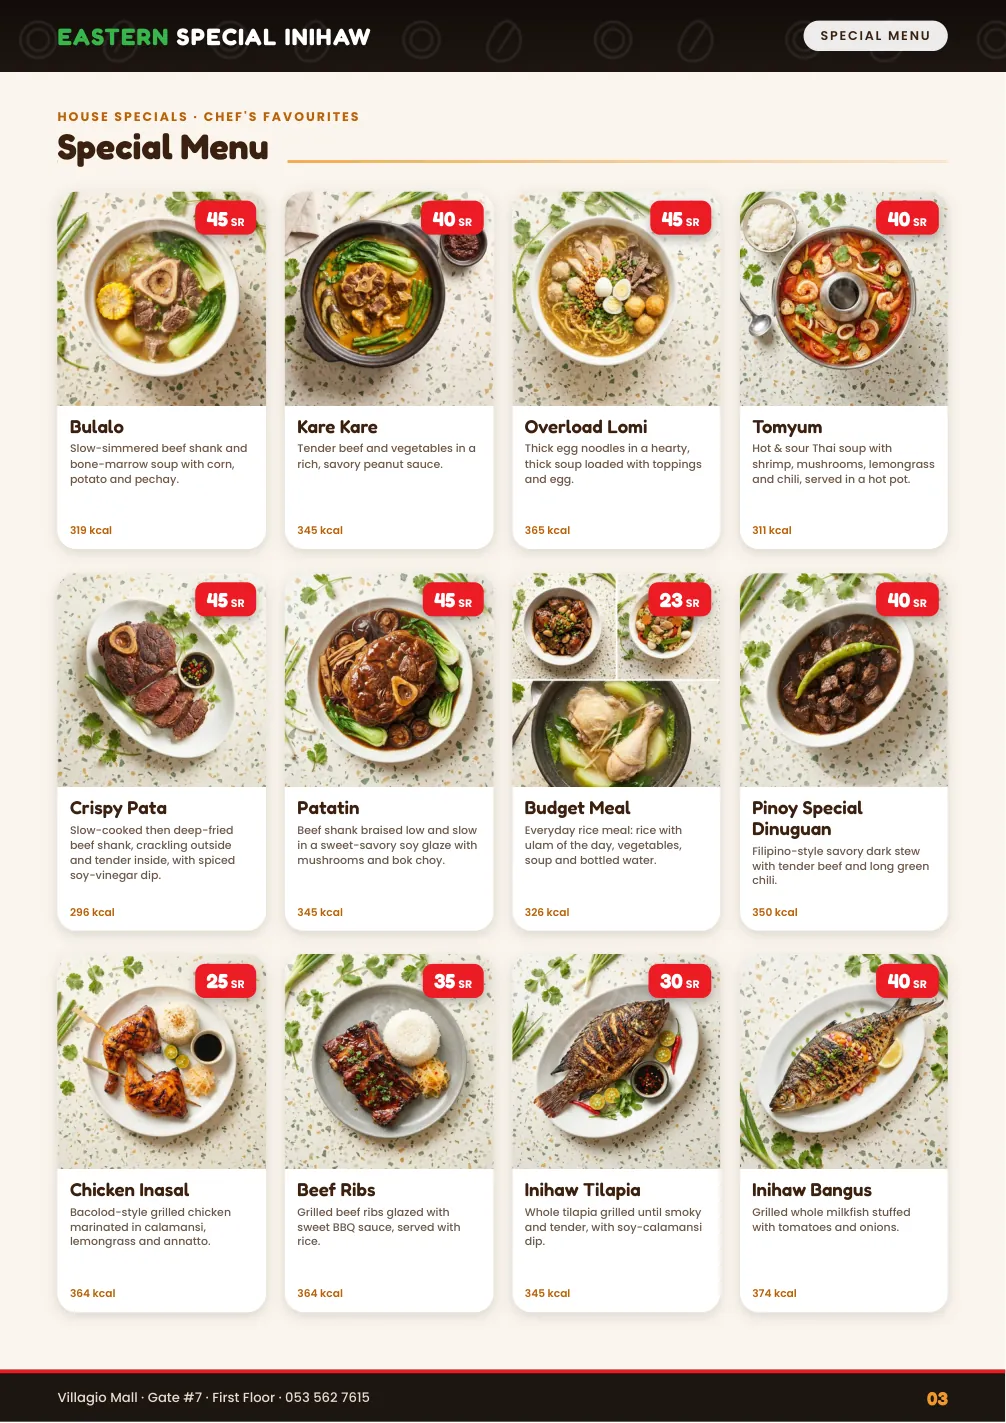 EASTERN SPECIAL INIHAW
SPECIAL MENU
HOUSE SPECIALS · CHEF'S FAVOURITES
Special Menu
45 SR
Bulalo
Slow-simmered beef shank and
bone-marrow soup with corn,
potato and pechay.
319 kcal
40 SR
Kare Kare
Tender beef and vegetables in a
rich, savory peanut sauce.
345 kcal
45 SR
Overload Lomi
Thick egg noodles in a hearty,
thick soup loaded with toppings
and egg.
365 kcal
40 SR
Tomyum
Hot & sour Thai soup with
shrimp, mushrooms, lemongrass
and chili, served in a hot pot.
311 kcal
45 SR
Crispy Pata
Slow-cooked then deep-fried
beef shank, crackling outside
and tender inside, with spiced
soy-vinegar dip.
296 kcal
45 SR
Patatin
Beef shank braised low and slow
in a sweet-savory soy glaze with
mushrooms and bok choy.
345 kcal
23 SR
Budget Meal
Everyday rice meal: rice with
ulam of the day, vegetables,
soup and bottled water.
326 kcal
40 SR
Pinoy Special
Dinuguan
Filipino-style savory dark stew
with tender beef and long green
chili.
350 kcal
25 SR
Chicken Inasal
Bacolod-style grilled chicken
marinated in calamansi,
lemongrass and annatto.
364 kcal
35 SR
Beef Ribs
Grilled beef ribs glazed with
sweet BBQ sauce, served with
rice.
364 kcal
30 SR
Inihaw Tilapia
Whole tilapia grilled until smoky
and tender, with soy-calamansi
dip.
345 kcal
40 SR
Inihaw Bangus
Grilled whole milkfish stuffed
with tomatoes and onions.
374 kcal
Villagio Mall · Gate #7 · First Floor · 053 562 7615
03